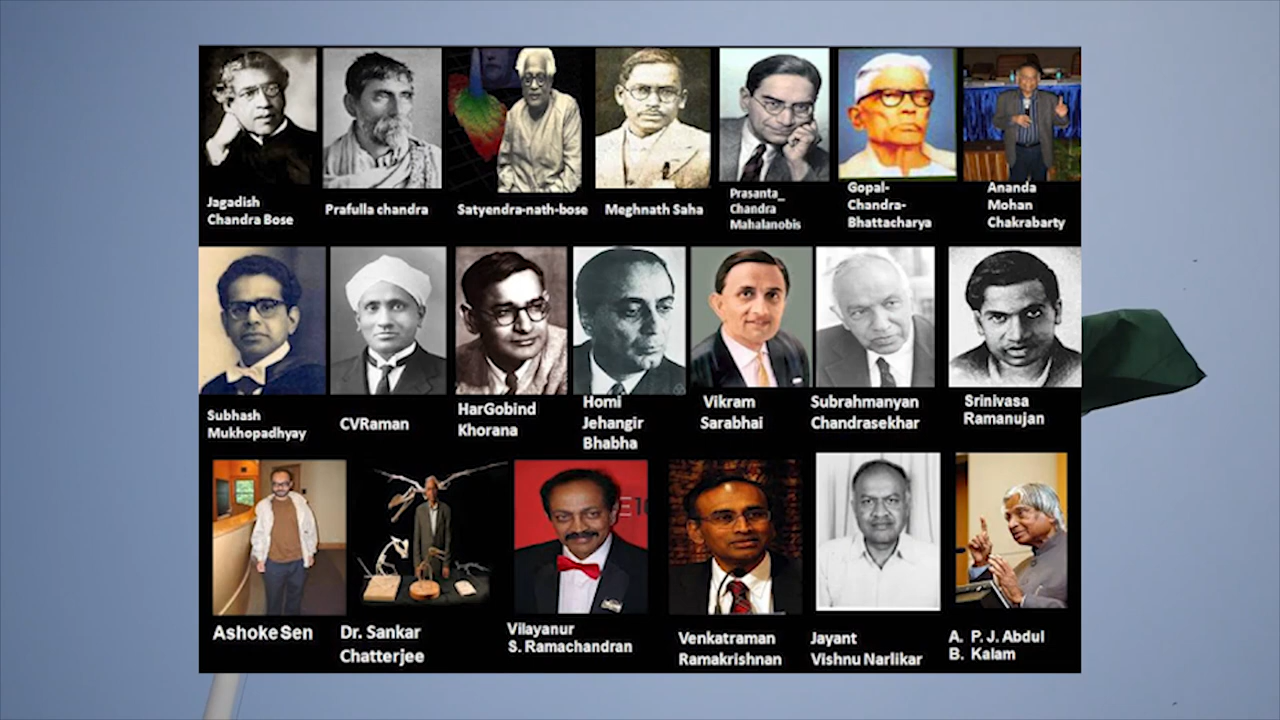 Jagadish
Chandra Bose
Prafulla chandra
Satyendra-nath-bose
Meghnath Saha
Prasanta_
Chandra
Mahalanobis
Gopal-
Chandra-
Bhattacharya
Ananda
Mohan
Chakrabarty
Subhash
Mukhopadhyay
CVRaman
HarGobind
Khorana
Homi
Jehangir
Bhabha
Vikram
Sarabhai
Subrahmanyan
Chandrasekhar
Srinivasa
Ramanujan
Ashoke Sen
Dr. Sankar
Chatterjee
Vilayanur
S. Ramachandran
Venkatraman
Ramakrishnan
Jayant
Vishnu Narlikar
A. P. J. Abdul
B. Kalam